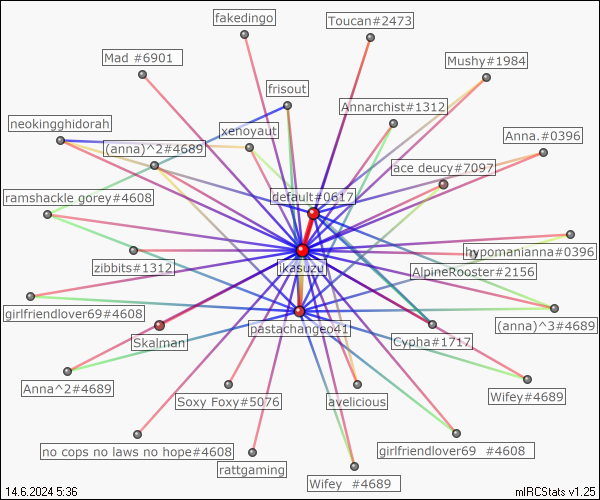 fakedingo
Toucan#2473
Mad #6901
Mushy#1984
frisout
Annarchist#1312
neokingghidorah
xenoyaut
Anna.#0396
(anna)^2#4689
ace deucy#7097
ramshackle gorey#4608
default#0617
hypomanianna#0396
zibbits#1312
ikasuzu
AlpineRooster#2156
girlfriendlover69#4608
pastachangeo41
(anna)^3#4689
Skalman
Cypha#1717
Anna^2#4689
Soxy Foxy#5076
avelicious
Wifey#4689
no cops no laws no hope#4608
girlfriendlover69 #4608
rattgaming
Wifey #4689
14.6.2024 5:36
mIRCStats v1.25